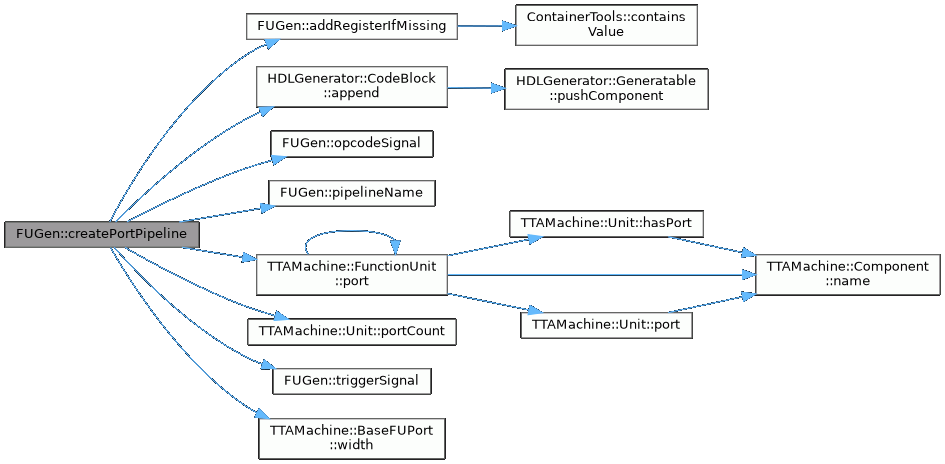 FUGen::addRegisterIfMissing
ContainerTools::contains
Value
HDLGenerator::CodeBlock
::append
HDLGenerator::Generatable
::pushComponent
FUGen::opcodeSignal
FUGen::pipelineName
FUGen::createPortPipeline
TTAMachine::FunctionUnit
::port
TTAMachine::Unit::hasPort
TTAMachine::Component
::name
TTAMachine::Unit::port
TTAMachine::Unit::portCount
FUGen::triggerSignal
TTAMachine::BaseFUPort
::width